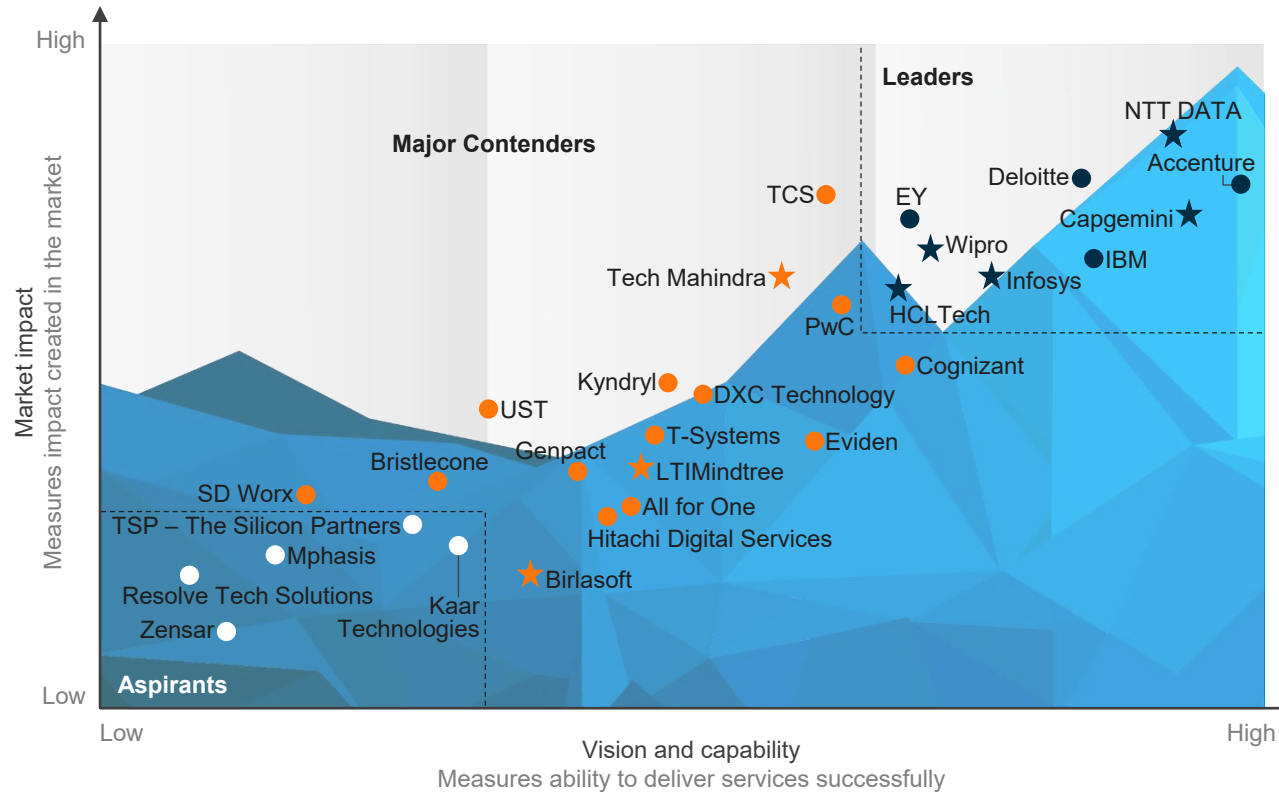 High
Leaders
NTT DATA
Major Contenders
Accenture
Deloitte
TCS
EY
Capgemini
Wipro
IBM
Tech Mahindra
Infosys
HCLTech
PwC
Cognizant
Kyndryl
DXC Technology
UST
T-Systems
Eviden
Genpact
Bristlecone
LTIMindtree
SD Worx
All for One
TSP – The Silicon Partners
Hitachi Digital Services
Mphasis
Birlasoft
Resolve Tech Solutions
Kaar
Technologies
Zensar
Aspirants
Market impact
Measures impact created in the market
Low
Low
High
Vision and capability
Measures ability to deliver services successfully